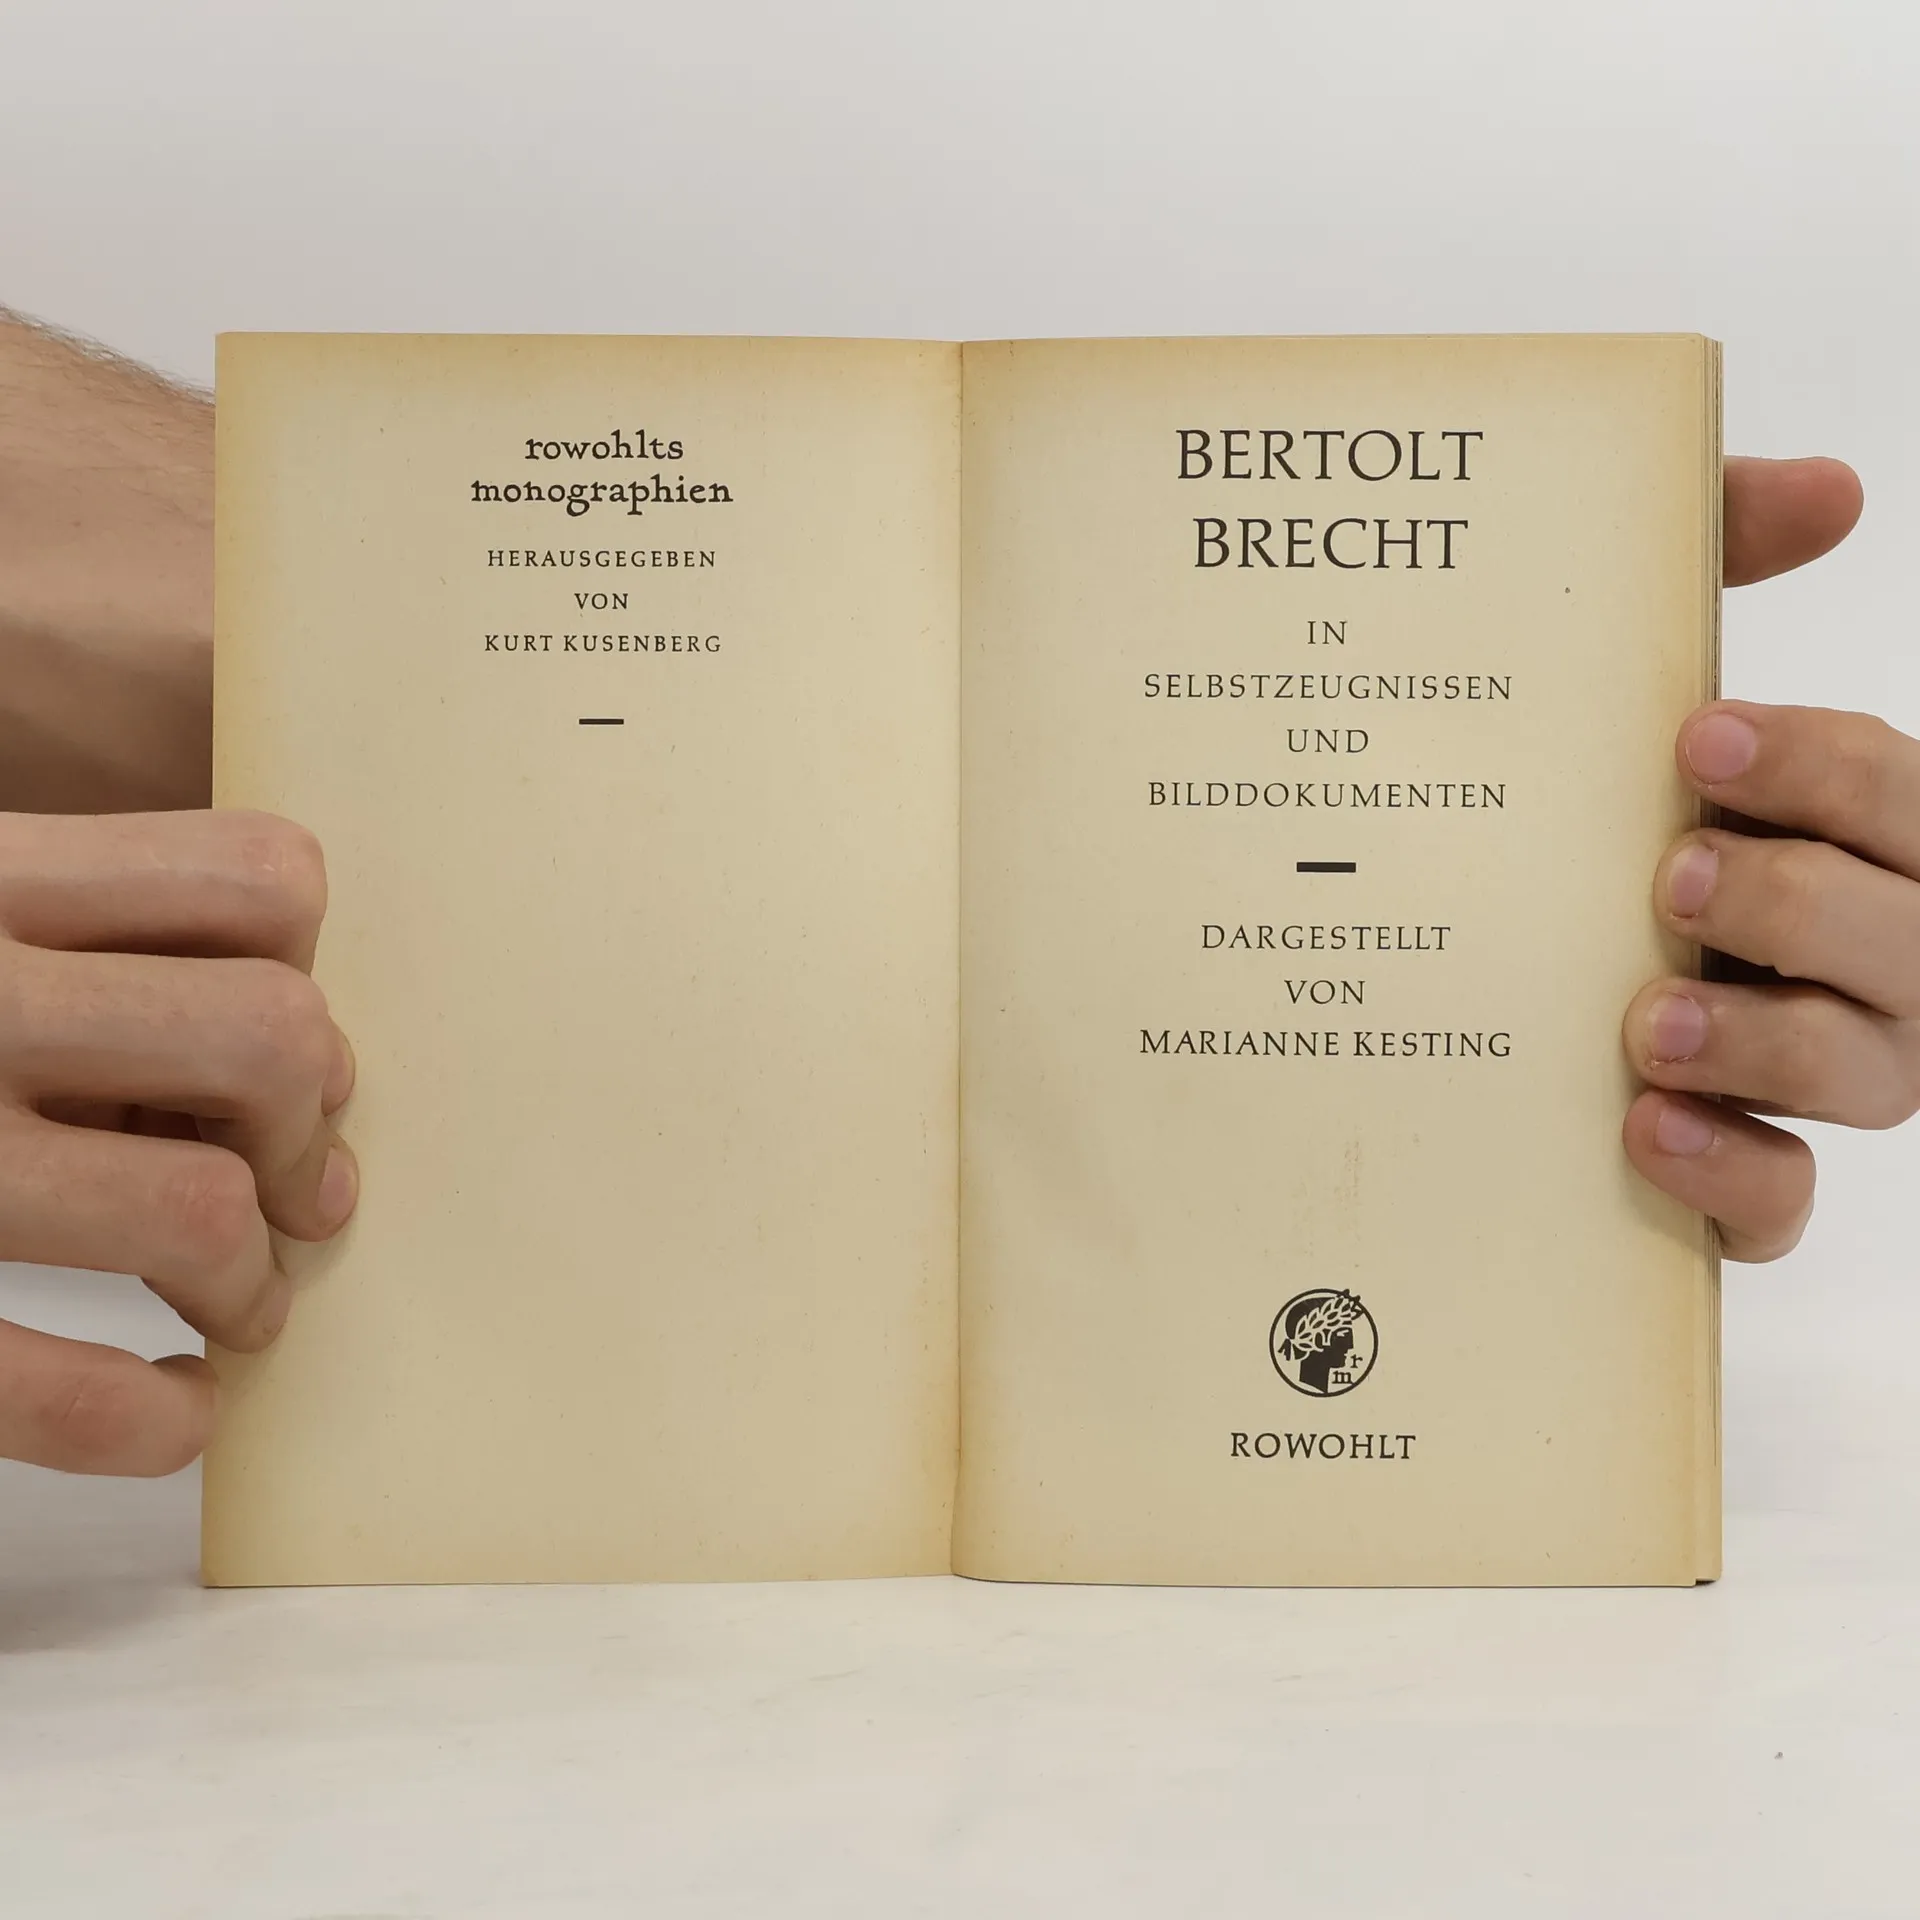 rowohlts
monographien
HERAUSGEGEBEN
VON
KURT KUSENBERG
BERTOLT
BRECHT
IN
SELBSTZEUGNISSEN
UND
BILDDOKUMENTEN
DARGESTELLT
VON
MARIANNE KESTING
r
m
ROWOHLT